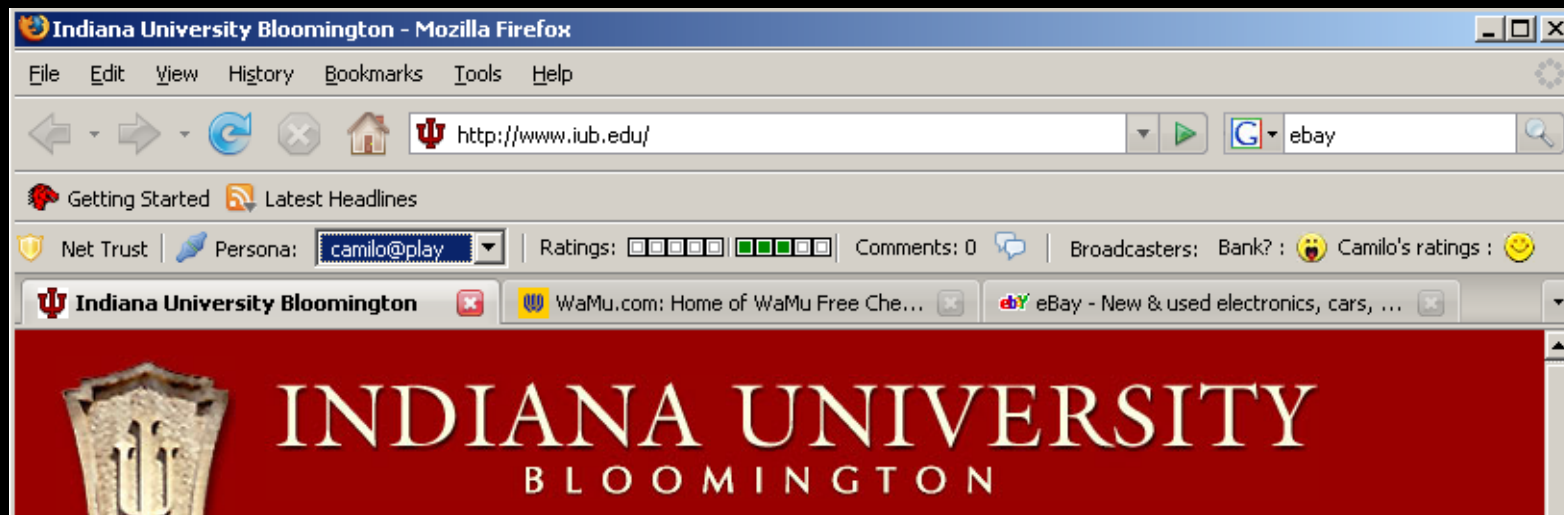 Indiana University Bloomington - Mozilla Firefox
File Edit View History Bookmarks Tools Help
http://www.iub.edu/ G ebay
Getting Started Latest Headlines
Net Trust Persona: camilo@play Ratings: Comments: 0 Broadcasters: Bank? : Camilo's ratings :
Indiana University Bloomington WaMu.com: Home of WaMu Free Che... ebY eBay - New & used electronics, cars, ...
INDIANA UNIVERSITY
BLOOMINGTON